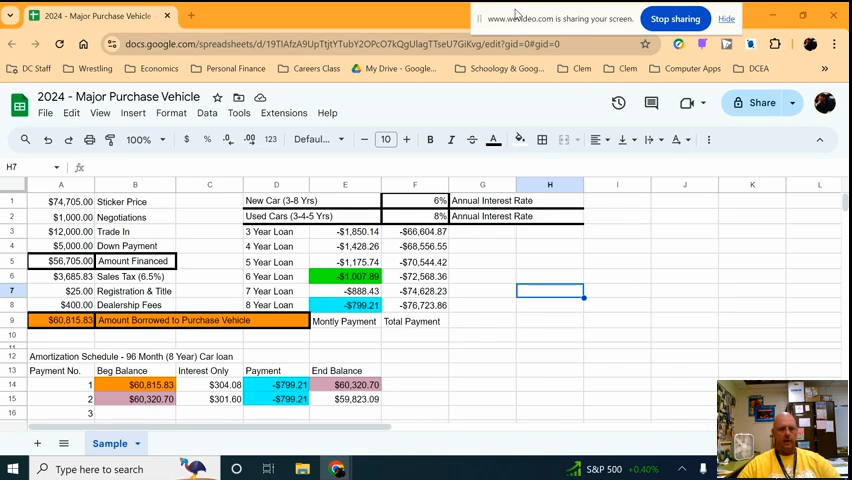 2024 - Major Purchase Vehicle
www.wevideo.com is sharing your screen.
Stop sharing
Hide
docs.google.com/spreadsheets/d/19TlAfzA9UpTtjtYTubY2OPcO7kQgUlagTTseU7GiKvg/edit?gid=0#gid=0
DC Staff Wrestling Economics Personal Finance Careers Class My Drive - Google... Schoology - Goog... Clem Clem Computer Apps DCEA
2024 - Major Purchase Vehicle
File Edit View Insert Format Data Tools Extensions Help
Share
100% $ % .0 .00 123 Defaul... 10 B I A
H7 fx
A B C D E F G H I J K L
1 $74,705.00 Sticker Price New Car (3-8 Yrs) 6% Annual Interest Rate
2 $1,000.00 Negotiations Used Cars (3-4-5 Yrs) 8% Annual Interest Rate
3 $12,000.00 Trade In 3 Year Loan -$1,850.14 -$66,604.87
4 $5,000.00 Down Payment 4 Year Loan -$1,428.26 -$68,556.55
5 $56,705.00 Amount Financed 5 Year Loan -$1,175.74 -$70,544.42
6 $3,685.83 Sales Tax (6.5%) 6 Year Loan -$1,007.89 -$72,568.36
7 $25.00 Registration & Title 7 Year Loan -$888.43 -$74,628.23
8 $400.00 Dealership Fees 8 Year Loan -$799.21 -$76,723.86
9 $60,815.83 Amount Borrowed to Purchase Vehicle Montly Payment Total Payment
10
12 Amortization Schedule - 96 Month (8 Year) Car loan
13 Payment No. Beg Balance Interest Only Payment End Balance
14 1 $60,815.83 $304.08 -$799.21 $60,320.70
15 2 $60,320.70 $301.60 -$799.21 $59,823.09
16 3
Sample
Type here to search
S&P 500 +0.40%